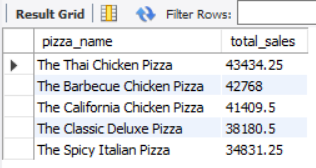 Result Grid Filter Rows:
pizza_name total_sales
The Thai Chicken Pizza 43434.25
The Barbecue Chicken Pizza 42768
The California Chicken Pizza 41409.5
The Classic Deluxe Pizza 38180.5
The Spicy Italian Pizza 34831.25